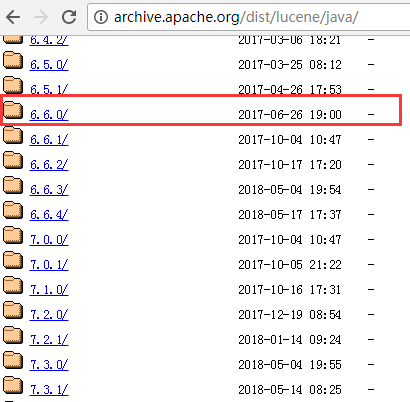 archive.apache.org/dist/lucene/java/
6.4.2/ 2017-03-06 18:21 -
6.5.0/ 2017-03-25 08:12 -
6.5.1/ 2017-04-26 17:53 -
6.6.0/ 2017-06-26 19:00 -
6.6.1/ 2017-10-04 10:47 -
6.6.2/ 2017-10-17 17:20 -
6.6.3/ 2018-05-04 19:54 -
6.6.4/ 2018-05-17 17:37 -
7.0.0/ 2017-10-04 10:47 -
7.0.1/ 2017-10-05 21:22 -
7.1.0/ 2017-10-16 17:31 -
7.2.0/ 2017-12-19 08:54 -
7.2.1/ 2018-01-14 09:24 -
7.3.0/ 2018-05-04 19:55 -
7.3.1/ 2018-05-14 08:25 -